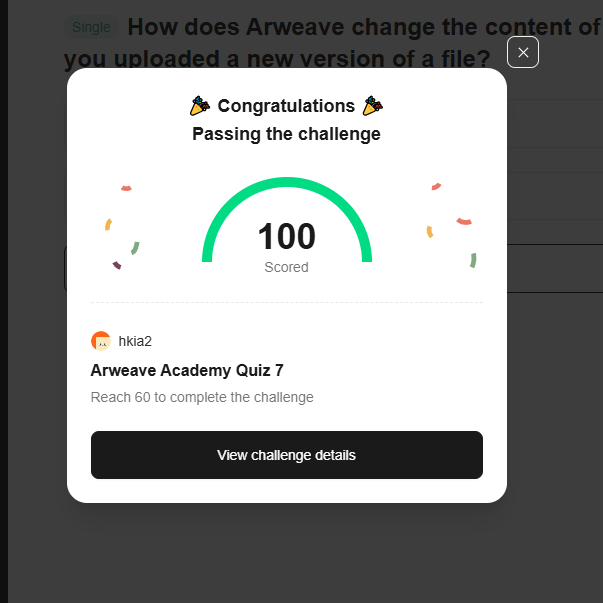 Single How does Arweave change the content of
you uploaded a new version of a file?
Congratulations
Passing the challenge
100
Scored
hkia2
Arweave Academy Quiz 7
Reach 60 to complete the challenge
View challenge details